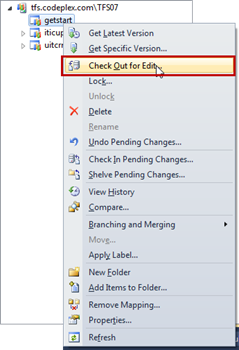 tfs.codeplex.com\TFS07
getstart
iticup
uitcrn
Get Latest Version
Get Specific Version...
Check Out for Edit...
Lock...
Unlock
Delete
Rename
Undo Pending Changes...
Check In Pending Changes...
Shelve Pending Changes...
View History
Compare...
Branching and Merging
Move...
Apply Label...
New Folder
Add Items to Folder...
Remove Mapping...
Properties...
Refresh